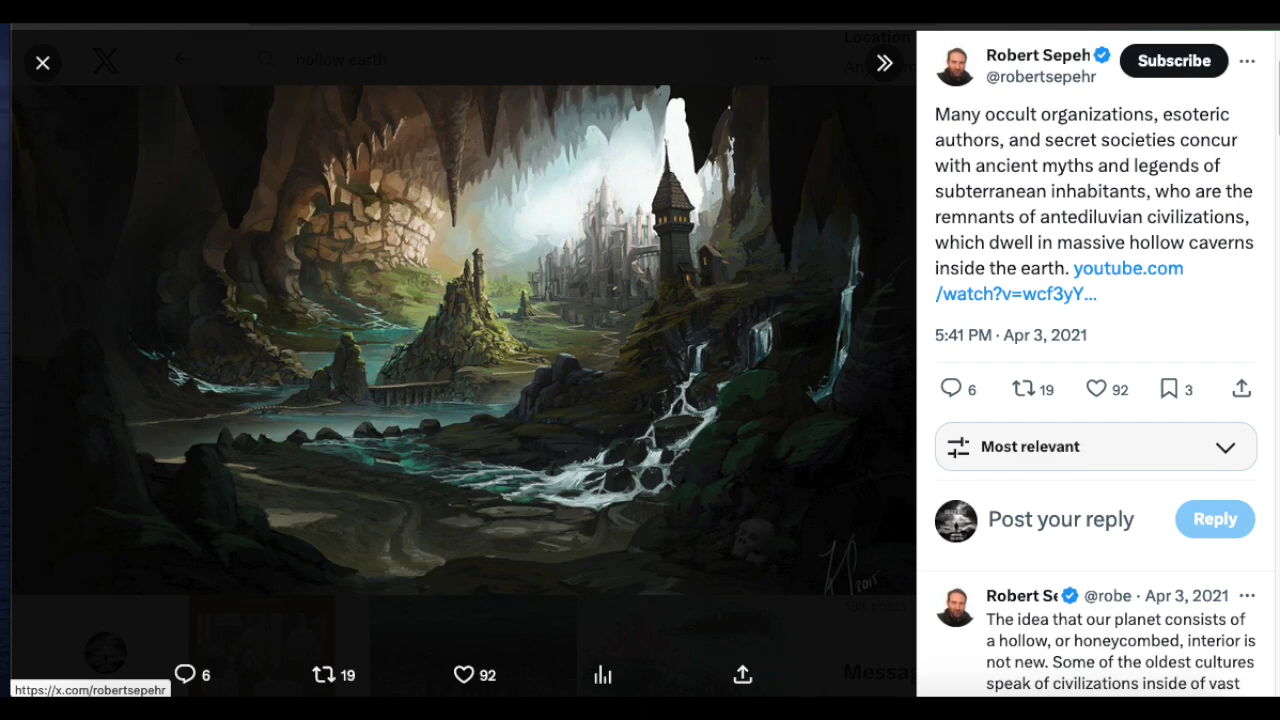 hollow earth
Location
Robert Sepeh
@robertsepehr
Subscribe
Many occult organizations, esoteric
authors, and secret societies concur
with ancient myths and legends of
subterranean inhabitants, who are the
remnants of antediluvian civilizations,
which dwell in massive hollow caverns
inside the earth. youtube.com
/watch?v=wcf3yY...
5:41 PM · Apr 3, 2021
6 19 92 3
Most relevant
Post your reply
Reply
Robert Se @robe · Apr 3, 2021
The idea that our planet consists of
a hollow, or honeycombed, interior is
not new. Some of the oldest cultures
speak of civilizations inside of vast
2015
6 19 92
Messa
https://x.com/robertsepehr